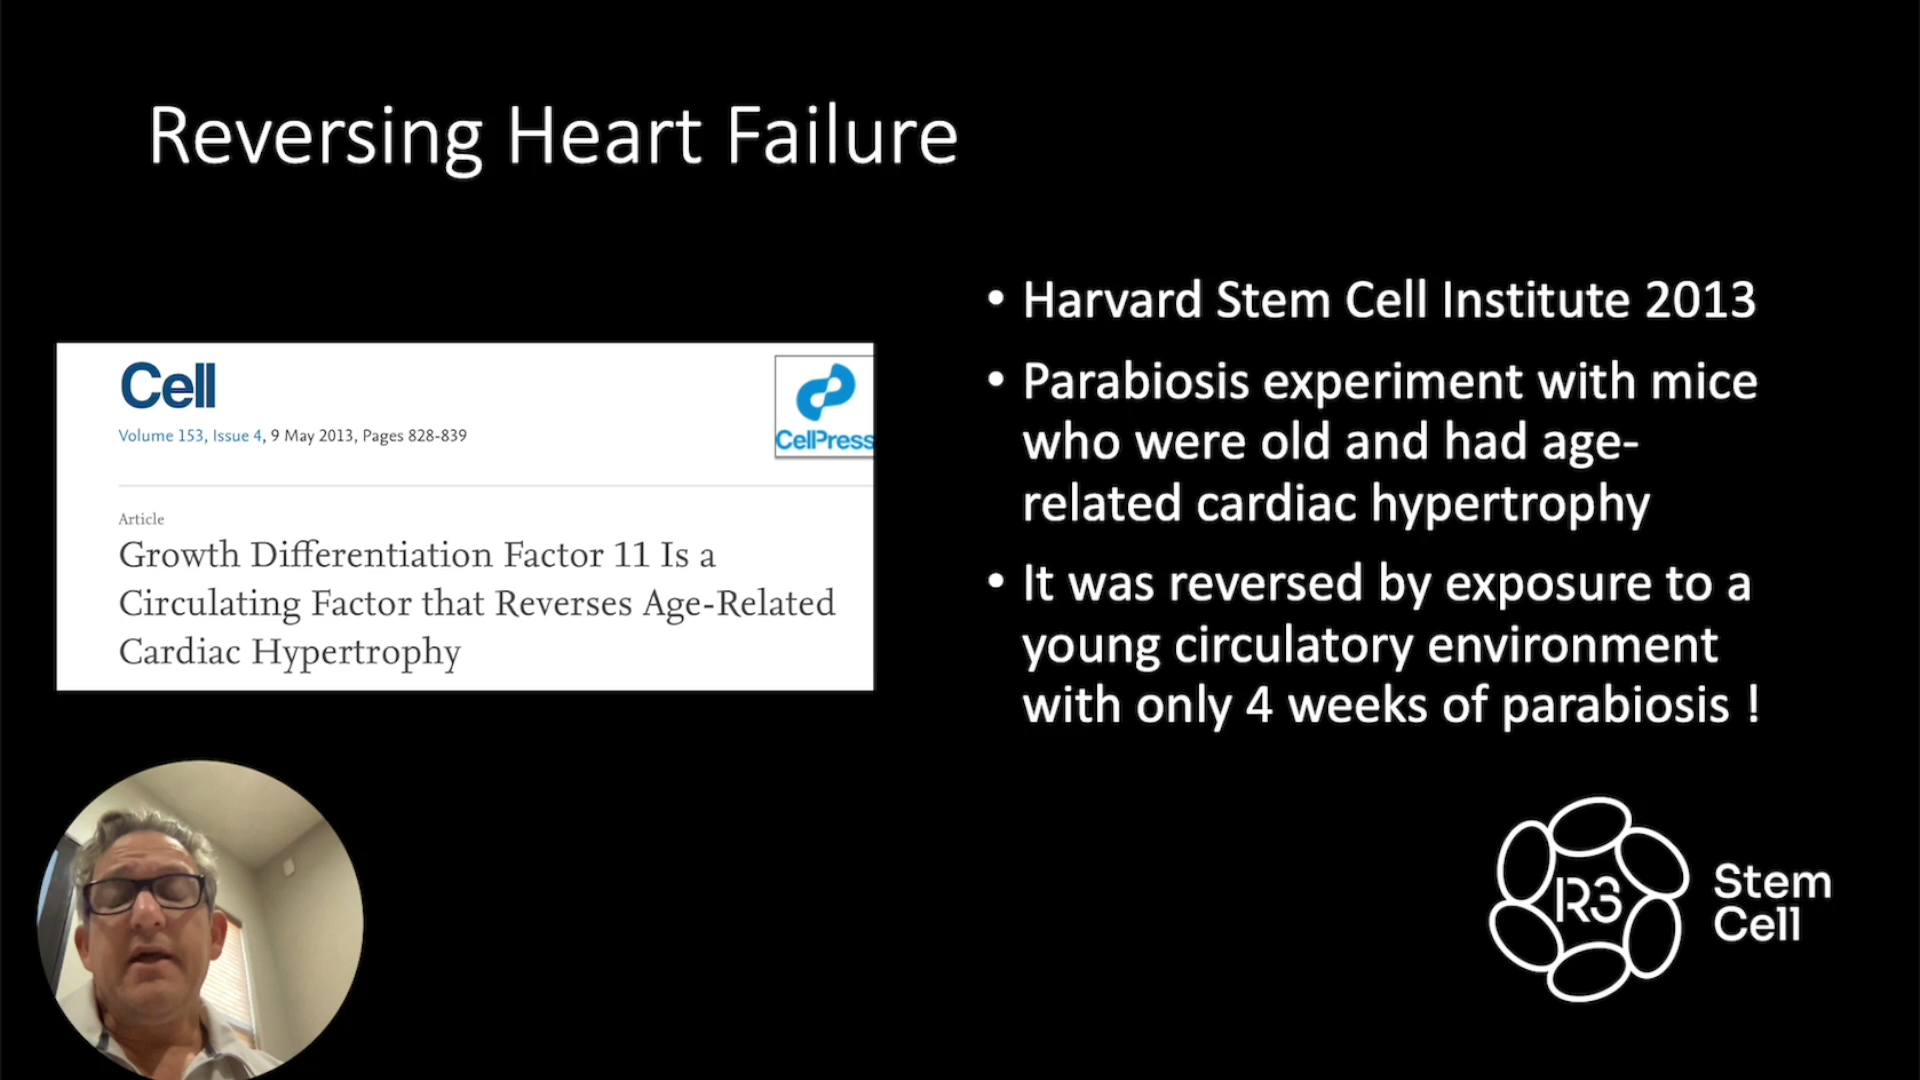 Reversing Heart Failure
Cell
Volume 153, Issue 4, 9 May 2013, Pages 828-839
CellPress
Article
Growth Differentiation Factor 11 Is a
Circulating Factor that Reverses Age-Related
Cardiac Hypertrophy
• Harvard Stem Cell Institute 2013
• Parabiosis experiment with mice
who were old and had age-
related cardiac hypertrophy
• It was reversed by exposure to a
young circulatory environment
with only 4 weeks of parabiosis !
R3
Stem
Cell